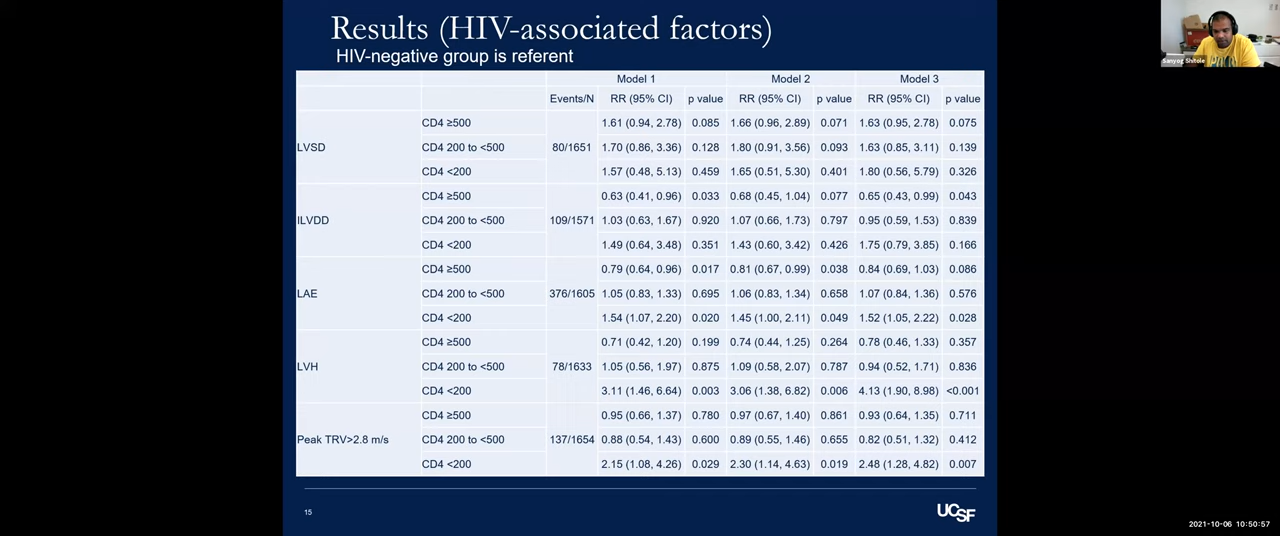 Results (HIV-associated factors)
HIV-negative group is referent
Model 1 Model 2 Model 3
Events/N RR (95% CI) p value RR (95% CI) p value RR (95% CI) p value
CD4 ≥500 1.61 (0.94, 2.78) 0.085 1.66 (0.96, 2.89) 0.071 1.63 (0.95, 2.78) 0.075
LVSD CD4 200 to <500 80/1651 1.70 (0.86, 3.36) 0.128 1.80 (0.91, 3.56) 0.093 1.63 (0.85, 3.11) 0.139
CD4 <200 1.57 (0.48, 5.13) 0.459 1.65 (0.51, 5.30) 0.401 1.80 (0.56, 5.79) 0.326
CD4 ≥500 0.63 (0.41, 0.96) 0.033 0.68 (0.45, 1.04) 0.077 0.65 (0.43, 0.99) 0.043
ILVDD CD4 200 to <500 109/1571 1.03 (0.63, 1.67) 0.920 1.07 (0.66, 1.73) 0.797 0.95 (0.59, 1.53) 0.839
CD4 <200 1.49 (0.64, 3.48) 0.351 1.43 (0.60, 3.42) 0.426 1.75 (0.79, 3.85) 0.166
CD4 ≥500 0.79 (0.64, 0.96) 0.017 0.81 (0.67, 0.99) 0.038 0.84 (0.69, 1.03) 0.086
LAE CD4 200 to <500 376/1605 1.05 (0.83, 1.33) 0.695 1.06 (0.83, 1.34) 0.658 1.07 (0.84, 1.36) 0.576
CD4 <200 1.54 (1.07, 2.20) 0.020 1.45 (1.00, 2.11) 0.049 1.52 (1.05, 2.22) 0.028
CD4 ≥500 0.71 (0.42, 1.20) 0.199 0.74 (0.44, 1.25) 0.264 0.78 (0.46, 1.33) 0.357
LVH CD4 200 to <500 78/1633 1.05 (0.56, 1.97) 0.875 1.09 (0.58, 2.07) 0.787 0.94 (0.52, 1.71) 0.836
CD4 <200 3.11 (1.46, 6.64) 0.003 3.06 (1.38, 6.82) 0.006 4.13 (1.90, 8.98) <0.001
CD4 ≥500 0.95 (0.66, 1.37) 0.780 0.97 (0.67, 1.40) 0.861 0.93 (0.64, 1.35) 0.711
Peak TRV>2.8 m/s CD4 200 to <500 137/1654 0.88 (0.54, 1.43) 0.600 0.89 (0.55, 1.46) 0.655 0.82 (0.51, 1.32) 0.412
CD4 <200 2.15 (1.08, 4.26) 0.029 2.30 (1.14, 4.63) 0.019 2.48 (1.28, 4.82) 0.007
15
UCSF
Sanyog Shitole
2021-10-06 10:50:57